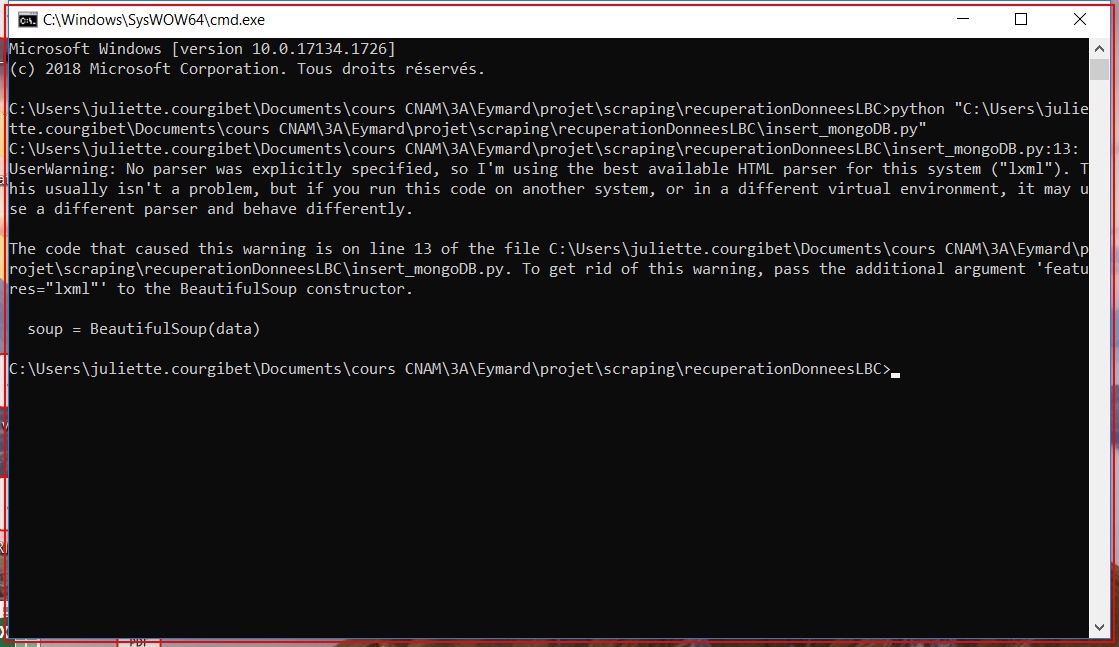 C:\Windows\SysWOW64\cmd.exe
Microsoft Windows [version 10.0.17134.1726]
(c) 2018 Microsoft Corporation. Tous droits réservés.
C:\Users\juliette.courgibet\Documents\cours CNAM\3A\Eymard\projet\scraping\recuperationDonneesLBC>python "C:\Users\julie
tte.courgibet\Documents\cours CNAM\3A\Eymard\projet\scraping\recuperationDonneesLBC\insert_mongoDB.py"
C:\Users\juliette.courgibet\Documents\cours CNAM\3A\Eymard\projet\scraping\recuperationDonneesLBC\insert_mongoDB.py:13:
UserWarning: No parser was explicitly specified, so I'm using the best available HTML parser for this system ("lxml"). T
his usually isn't a problem, but if you run this code on another system, or in a different virtual environment, it may u
se a different parser and behave differently.
The code that caused this warning is on line 13 of the file C:\Users\juliette.courgibet\Documents\cours CNAM\3A\Eymard\p
rojet\scraping\recuperationDonneesLBC\insert_mongoDB.py. To get rid of this warning, pass the additional argument 'featu
res="lxml"' to the BeautifulSoup constructor.
soup = BeautifulSoup(data)
C:\Users\juliette.courgibet\Documents\cours CNAM\3A\Eymard\projet\scraping\recuperationDonneesLBC>